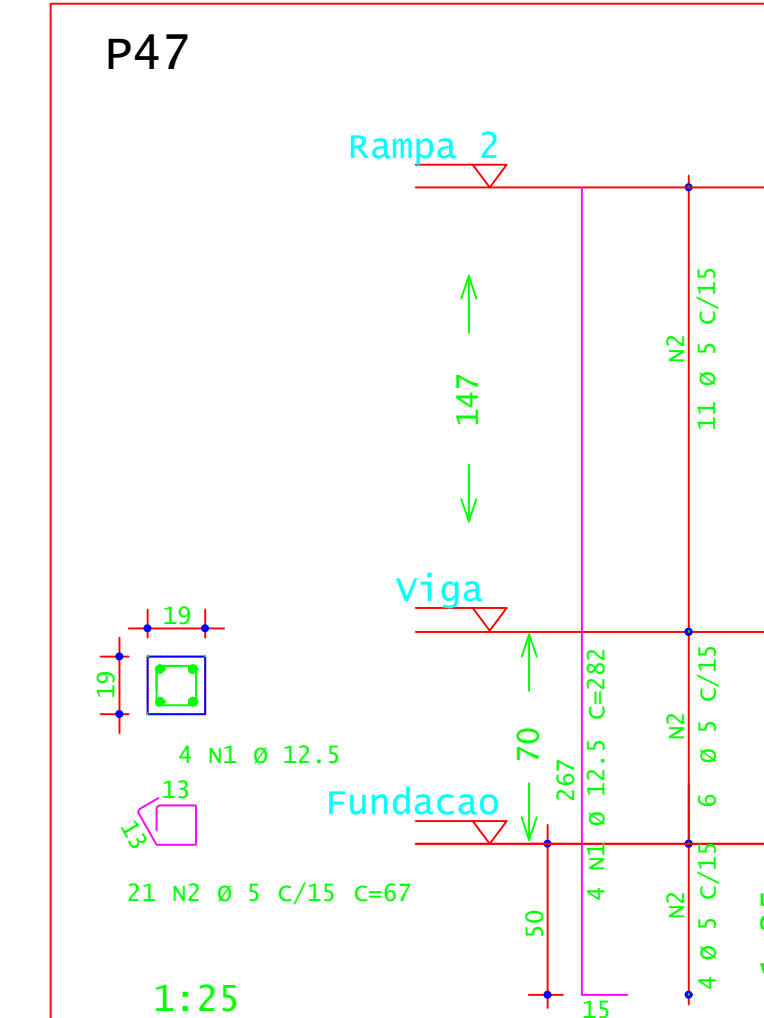 P47
Rampa 2
N2
11 Ø 5 C/15
147
Viga
19
19
4 N1 Ø 12.5
13
13
21 N2 Ø 5 C/15 C=67
1:25
70
Fundacao
267
4 N1 Ø 12.5 C=282
N2
6 Ø 5 C/15
N2
4 Ø 5 C/15
50
15